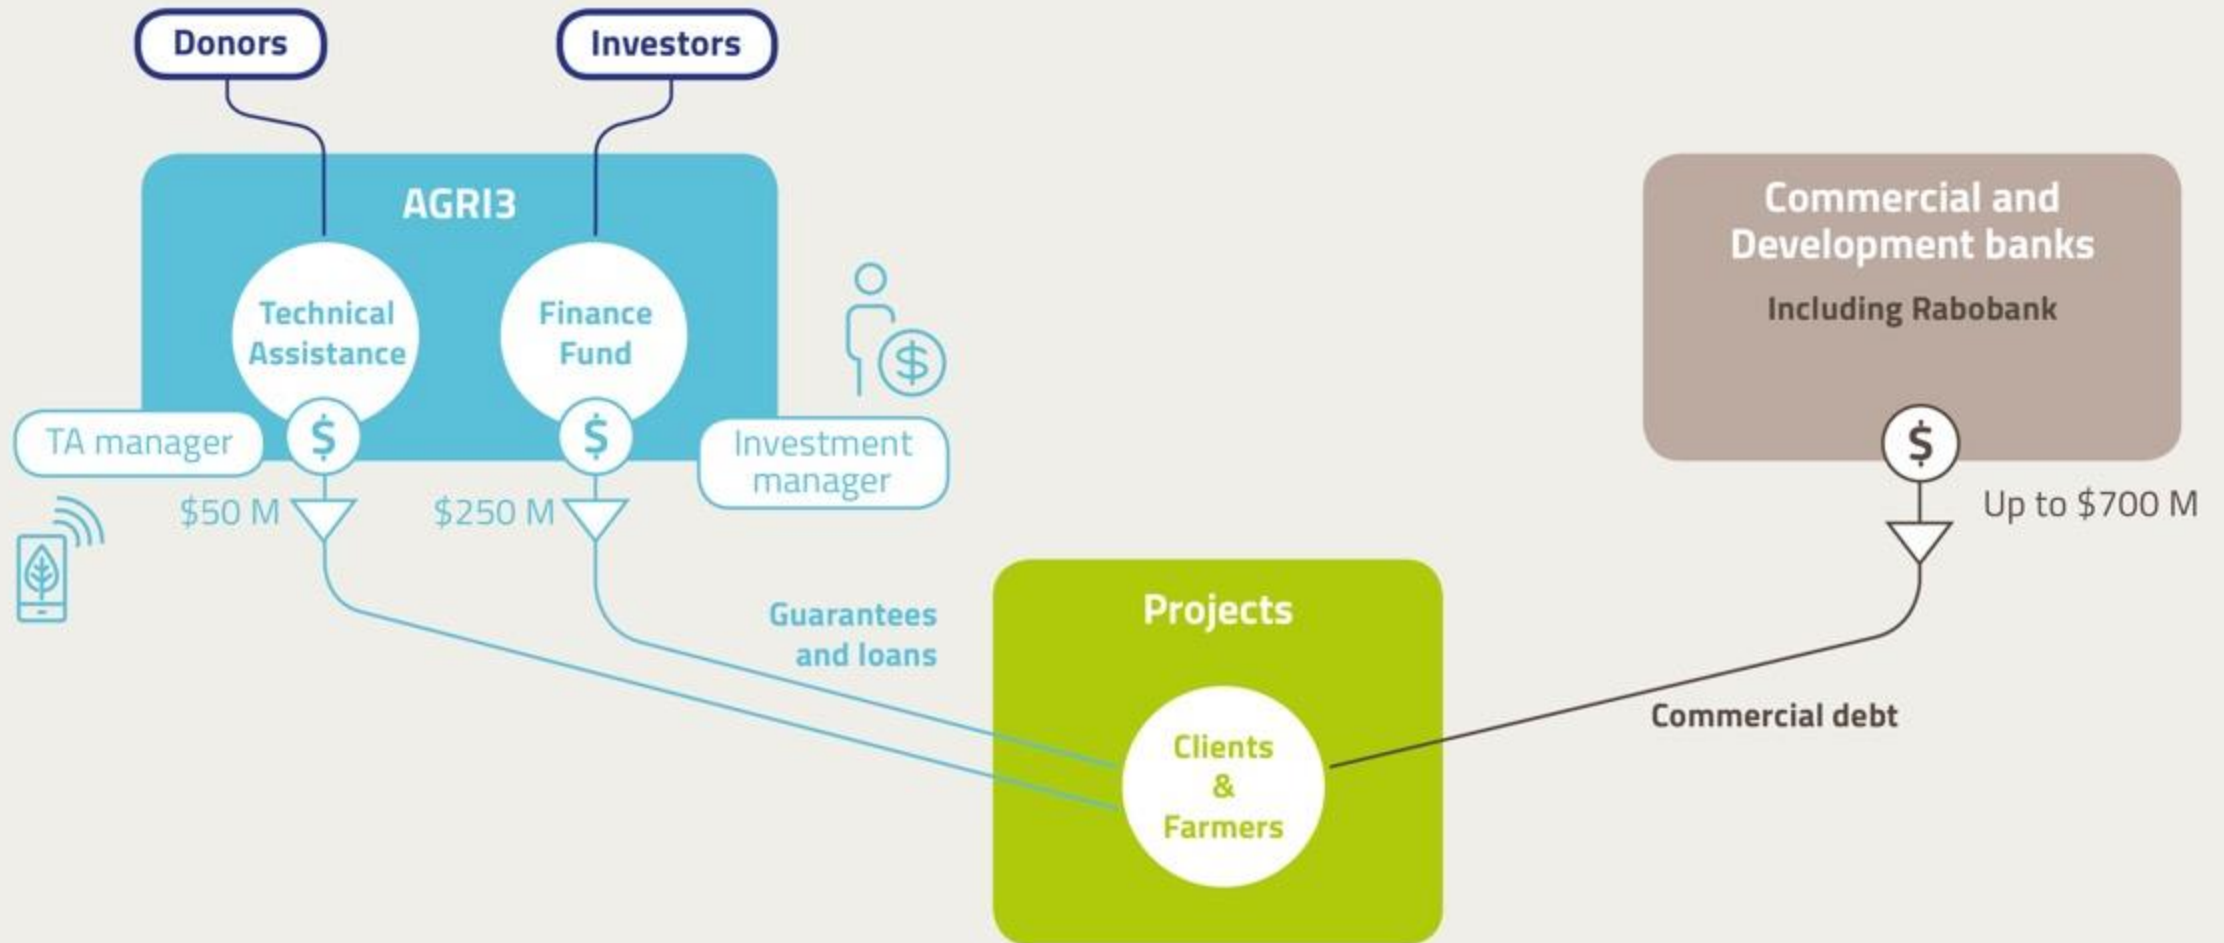 Donors
Investors
AGRI3
Technical
Assistance
Finance
Fund
$
$
$
TA manager
Investment
manager
$50 M
$250 M
Guarantees
and loans
Commercial and
Development banks
Including Rabobank
$
Up to $700 M
Commercial debt
Projects
Clients
&
Farmers